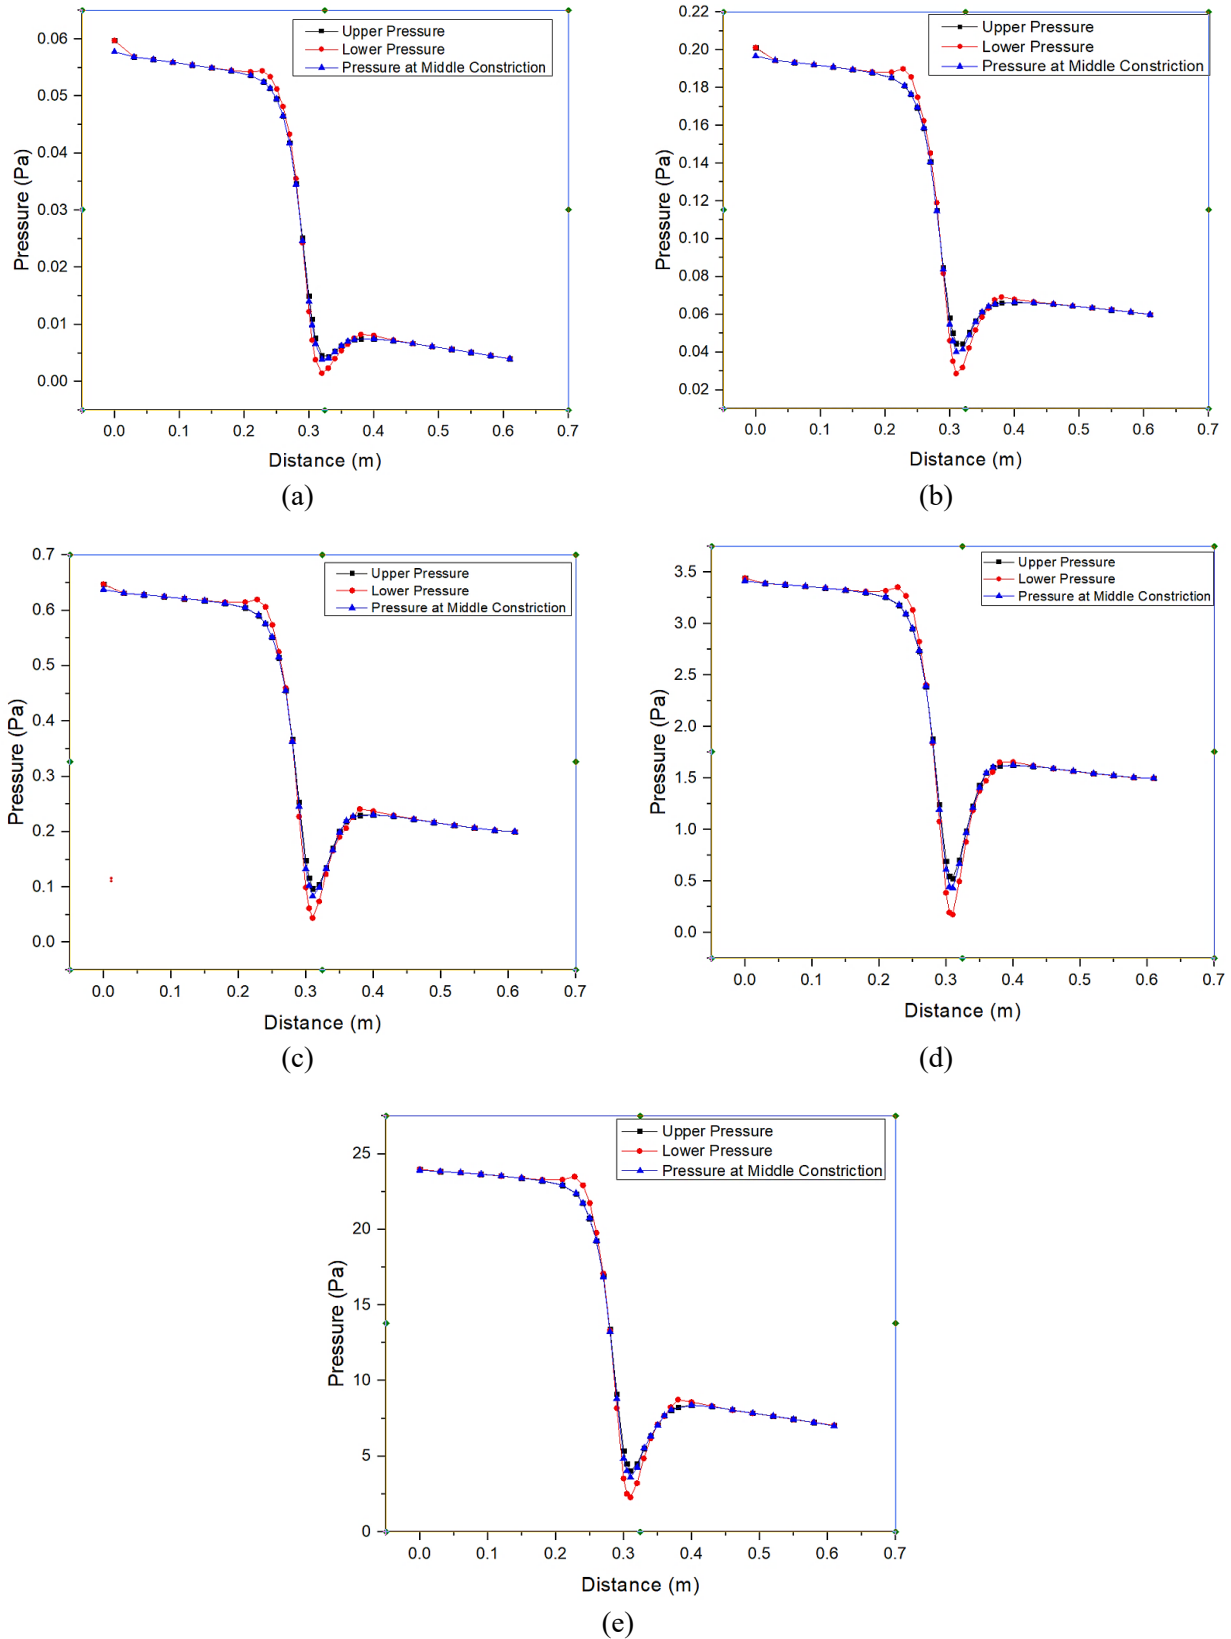 Upper Pressure
Lower Pressure
Pressure at Middle Constriction
0.06
0.05
0.04
0.03
0.02
0.01
0.00
Pressure (Pa)
0.0 0.1 0.2 0.3 0.4 0.5 0.6 0.7
Distance (m)
(a)
Upper Pressure
Lower Pressure
Pressure at Middle Constriction
0.22
0.20
0.18
0.16
0.14
0.12
0.10
0.08
0.06
0.04
0.02
Pressure (Pa)
0.0 0.1 0.2 0.3 0.4 0.5 0.6 0.7
Distance (m)
(b)
Upper Pressure
Lower Pressure
Pressure at Middle Constriction
0.7
0.6
0.5
0.4
0.3
0.2
0.1
0.0
Pressure (Pa)
0.0 0.1 0.2 0.3 0.4 0.5 0.6 0.7
Distance (m)
(c)
Upper Pressure
Lower Pressure
Pressure at Middle Constriction
3.5
3.0
2.5
2.0
1.5
1.0
0.5
0.0
Pressure (Pa)
0.0 0.1 0.2 0.3 0.4 0.5 0.6 0.7
Distance (m)
(d)
Upper Pressure
Lower Pressure
Pressure at Middle Constriction
25
20
15
10
5
0
Pressure (Pa)
0.0 0.1 0.2 0.3 0.4 0.5 0.6 0.7
Distance (m)
(e)